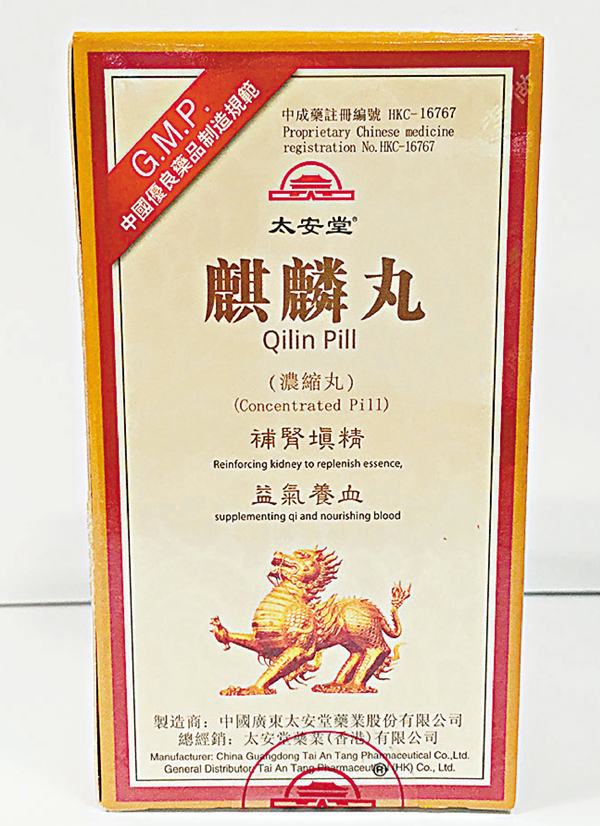 G.M.P.
中國優良藥品制造規範
中成藥註冊編號 HKC-16767
Proprietary Chinese medicine
registration No.HKC-16767
太安堂®
麒麟丸
Qilin Pill
(濃縮丸)
(Concentrated Pill)
補腎填精
Reinforcing kidney to replenish essence,
益氣養血
supplementing qi and nourishing blood
製造商: 中國廣東太安堂藥業股份有限公司
總經銷: 太安堂藥業(香港)有限公司
Manufacturer: China Guangdong Tai An Tang Pharmaceutical Co.,Ltd.
General Distributor: Tai An Tang Pharmaceutical (HK) Co., Ltd.
®